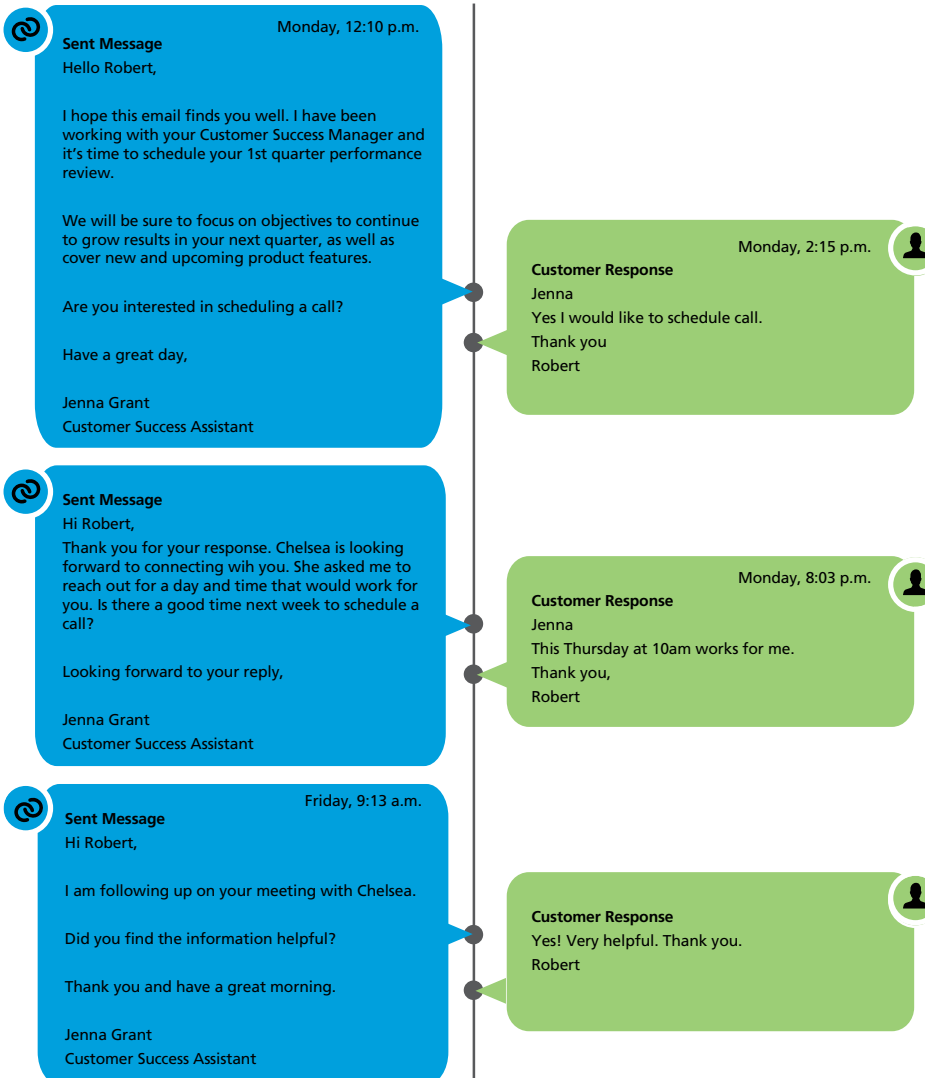 Monday, 12:10 p.m.
Sent Message
Hello Robert,
I hope this email finds you well. I have been
working with your Customer Success Manager and
it's time to schedule your 1st quarter performance
review.
We will be sure to focus on objectives to continue
to grow results in your next quarter, as well as
cover new and upcoming product features.
Are you interested in scheduling a call?
Have a great day,
Jenna Grant
Customer Success Assistant
Monday, 2:15 p.m.
Customer Response
Jenna
Yes I would like to schedule call.
Thank you
Robert
Sent Message
Hi Robert,
Thank you for your response. Chelsea is looking
forward to connecting wih you. She asked me to
reach out for a day and time that would work for
you. Is there a good time next week to schedule a
call?
Looking forward to your reply,
Jenna Grant
Customer Success Assistant
Monday, 8:03 p.m.
Customer Response
Jenna
This Thursday at 10am works for me.
Thank you,
Robert
Friday, 9:13 a.m.
Sent Message
Hi Robert,
I am following up on your meeting with Chelsea.
Did you find the information helpful?
Thank you and have a great morning.
Jenna Grant
Customer Success Assistant
Customer Response
Yes! Very helpful. Thank you.
Robert